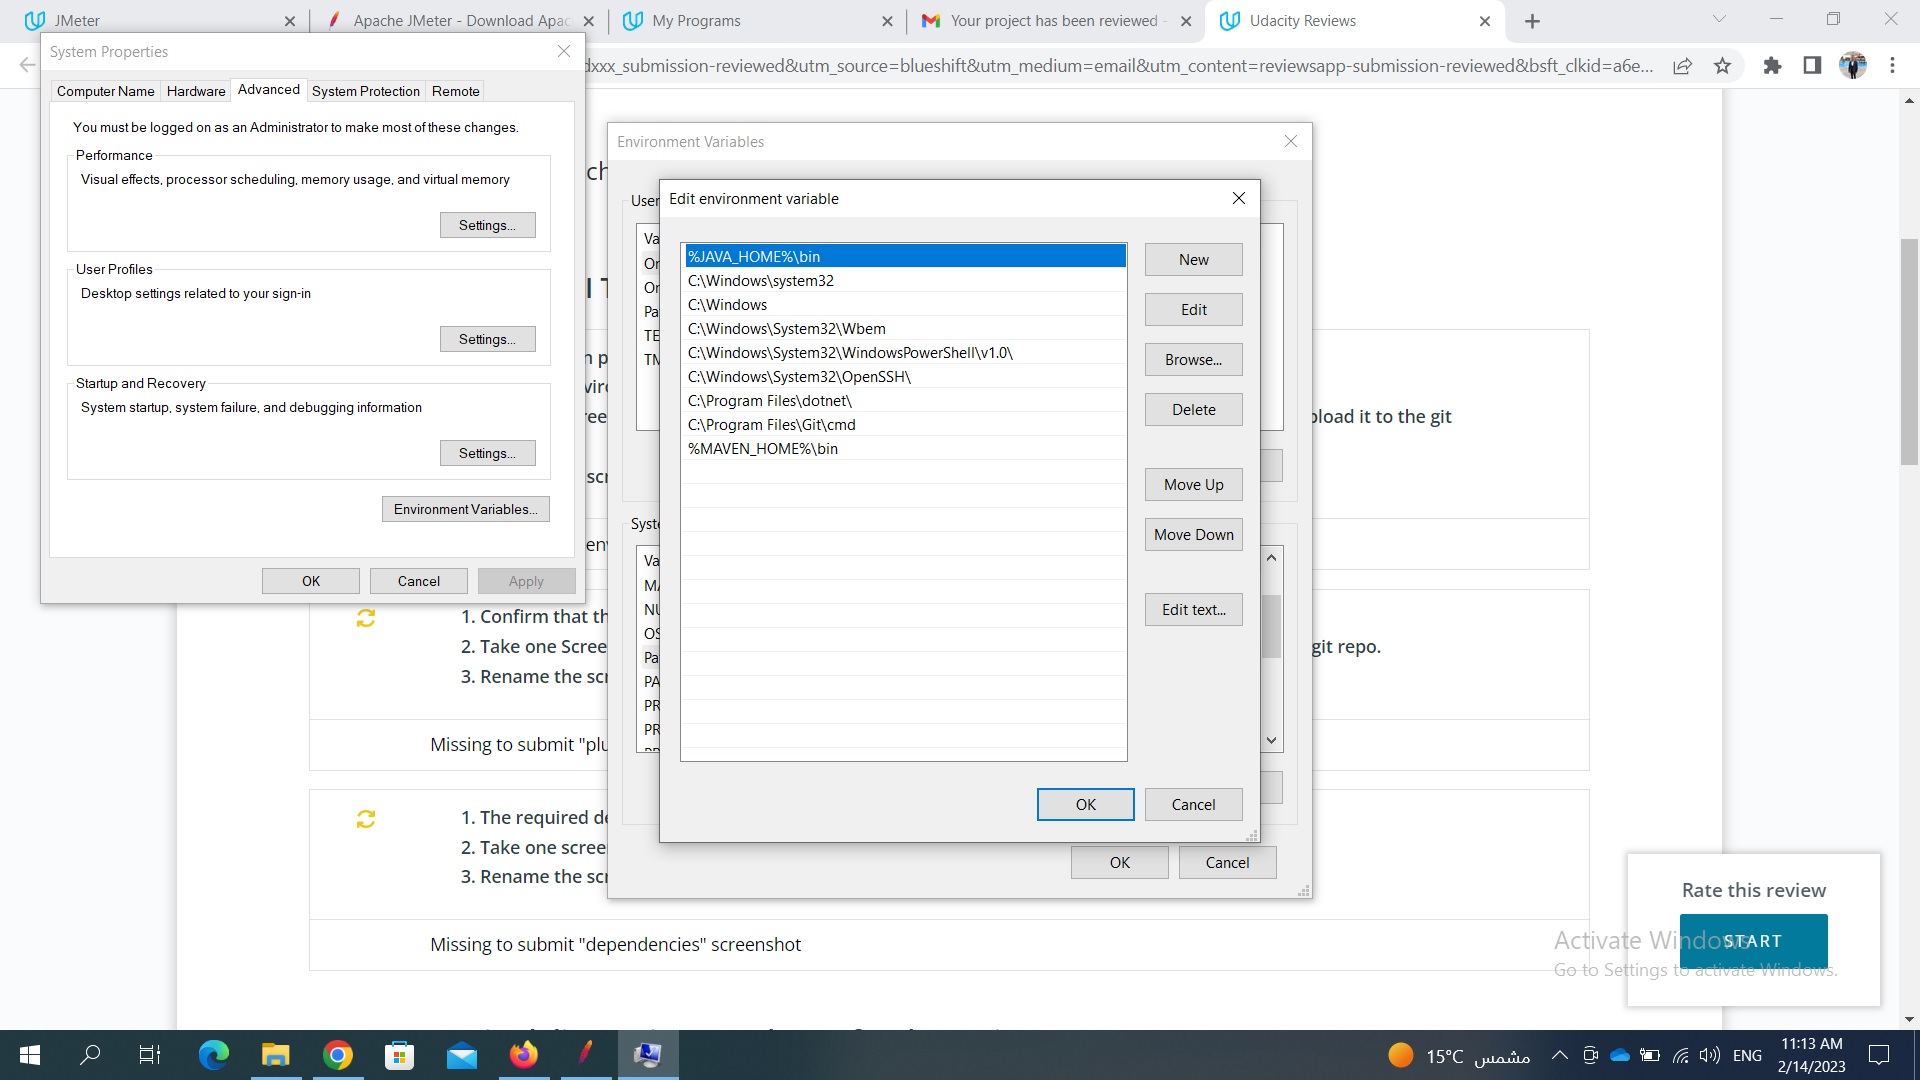 JMeter
Apache JMeter - Download Apac
My Programs
Your project has been reviewed -
Udacity Reviews
dxxx_submission-reviewed&utm_source=blueshift&utm_medium=email&utm_content=reviewsapp-submission-reviewed&bsft_clkid=a6e...
System Properties
Computer Name
Hardware
Advanced
System Protection
Remote
You must be logged on as an Administrator to make most of these changes.
Performance
Visual effects, processor scheduling, memory usage, and virtual memory
Settings...
User Profiles
Desktop settings related to your sign-in
Settings...
Startup and Recovery
System startup, system failure, and debugging information
Settings...
Environment Variables...
OK
Cancel
Apply
Environment Variables
User
Va
On
On
Pa
TE
TM
Syste
Va
MA
NU
OS
Pa
PA
PR
PR
OK
Cancel
Edit environment variable
%JAVA_HOME%\bin
C:\Windows\system32
C:\Windows
C:\Windows\System32\Wbem
C:\Windows\System32\WindowsPowerShell\v1.0\
C:\Windows\System32\OpenSSH\
C:\Program Files\dotnet\
C:\Program Files\Git\cmd
%MAVEN_HOME%\bin
New
Edit
Browse...
Delete
Move Up
Move Down
Edit text...
OK
Cancel
pload it to the git
1. Confirm that th
2. Take one Scree
git repo.
3. Rename the scr
Missing to submit "plu
1. The required de
2. Take one scree
3. Rename the scr
Missing to submit "dependencies" screenshot
Rate this review
START
Activate Windows
Go to Settings to activate Windows.
15°C مشمس
ENG
11:13 AM
2/14/2023